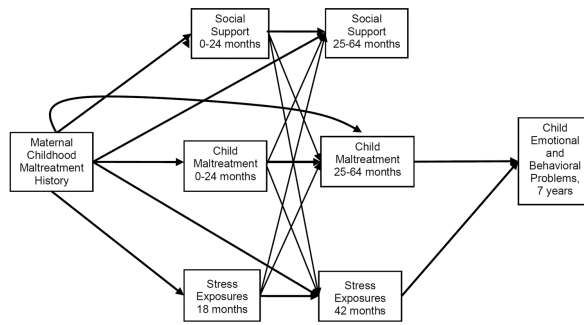 Social
Support
0-24 months
Social
Support
25-64 months
Maternal
Childhood
Maltreatment
History
Child
Maltreatment
0-24 months
Child
Maltreatment
25-64 months
Child
Emotional
and
Behavioral
Problems,
7 years
Stress
Exposures
18 months
Stress
Exposures
42 months